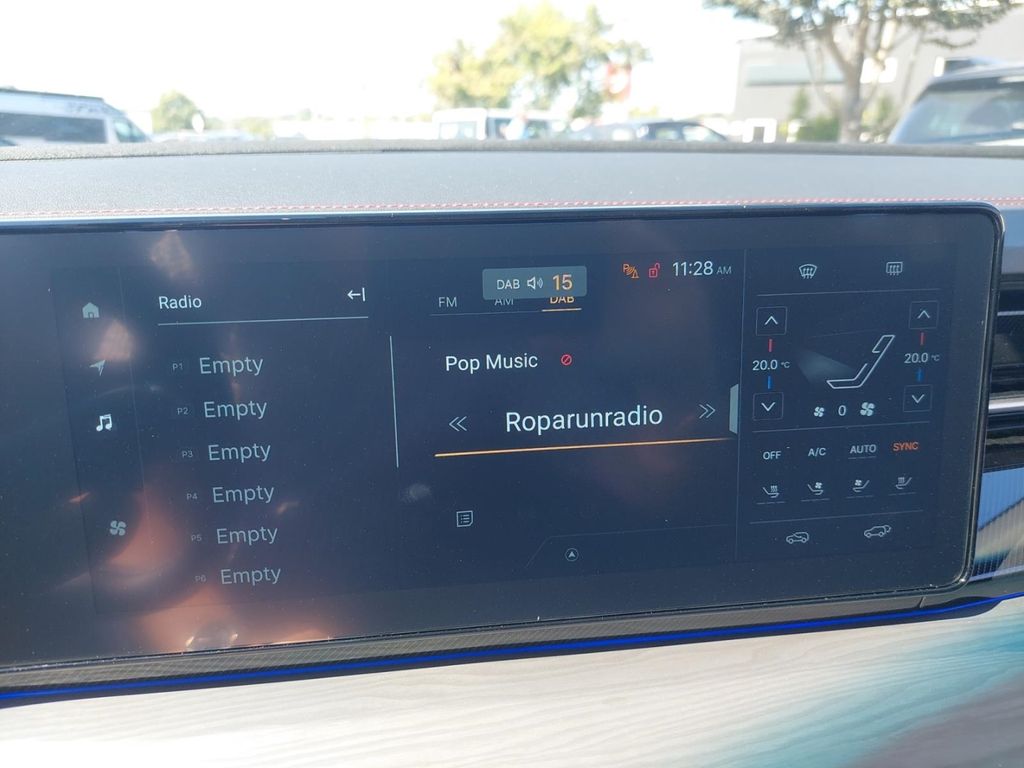 DAB 15
11:28 AM
Radio
FM AM DAB
P1 Empty
P2 Empty
P3 Empty
P4 Empty
P5 Empty
P6 Empty
Pop Music
Roparunradio
20.0 °C
20.0 °C
0
OFF A/C AUTO SYNC